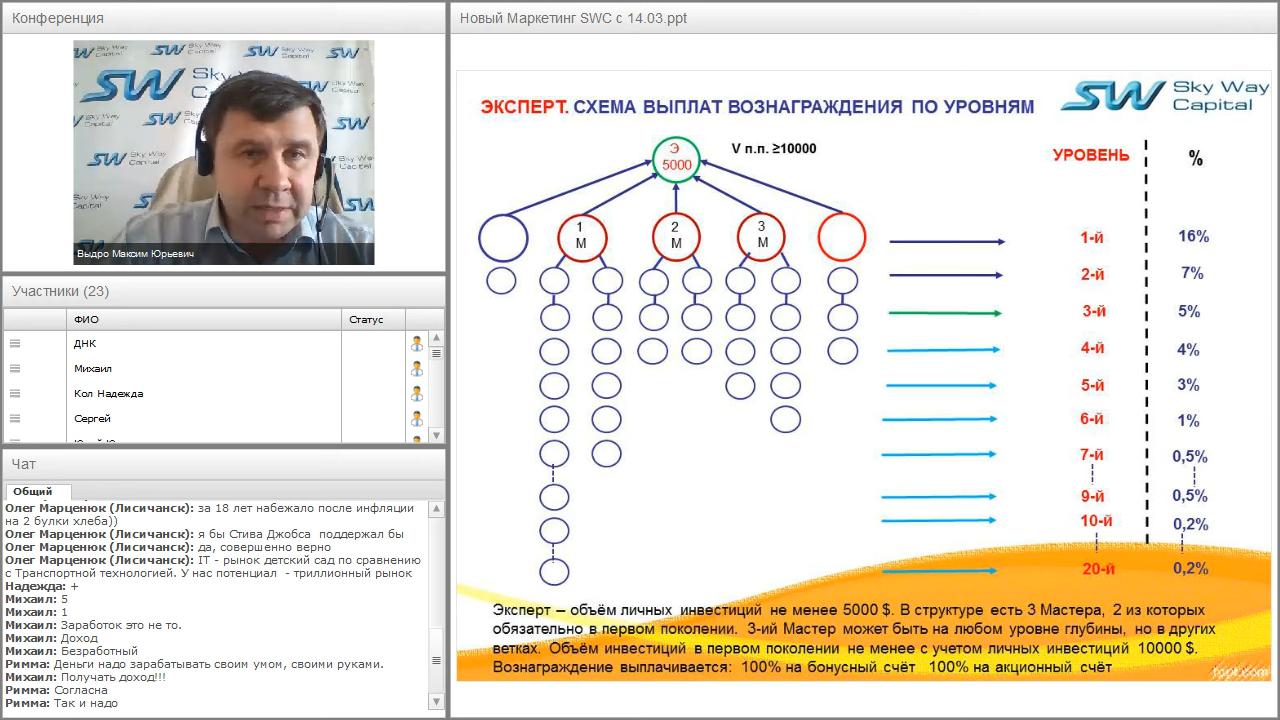 Конференция
Sky Way
Capital
Выдро Максим Юрьевич
Участники (23)
ФИО
Статус
ДНК
Михаил
Кол Надежда
Сергей
Чат
Общий
Олег Марценюк (Лисичанск): за 18 лет набежало после инфляции
на 2 булки хлеба))
Олег Марценюк (Лисичанск): я бы Стива Джобса поддержал бы
Олег Марценюк (Лисичанск): да, совершенно верно
Олег Марценюк (Лисичанск): IT - рынок детский сад по сравнению
с Транспортной технологией. У нас потенциал - триллионный рынок
Надежда: +
Михаил: 5
Михаил: 1
Михаил: Заработок это не то.
Михаил: Доход
Михаил: Безработный
Римма: Деньги надо зарабатывать своим умом, своими руками.
Михаил: Получать доход!!!
Римма: Согласна
Римма: Так и надо
Новый Маркетинг SWC с 14.03.ppt
ЭКСПЕРТ. СХЕМА ВЫПЛАТ ВОЗНАГРАЖДЕНИЯ ПО УРОВНЯМ
SW Sky Way
Capital
Э
5000
V п.п. ≥10000
УРОВЕНЬ %
1
М
2
М
3
М
1-й 16%
2-й 7%
3-й 5%
4-й 4%
5-й 3%
6-й 1%
7-й 0,5%
9-й 0,5%
10-й 0,2%
20-й 0,2%
Эксперт – объём личных инвестиций не менее 5000 $. В структуре есть 3 Мастера, 2 из которых
обязательно в первом поколении. 3-ий Мастер может быть на любом уровне глубины, но в других
ветках. Объём инвестиций в первом поколении не менее с учетом личных инвестиций 10000 $.
Вознаграждение выплачивается: 100% на бонусный счёт 100% на акционный счёт